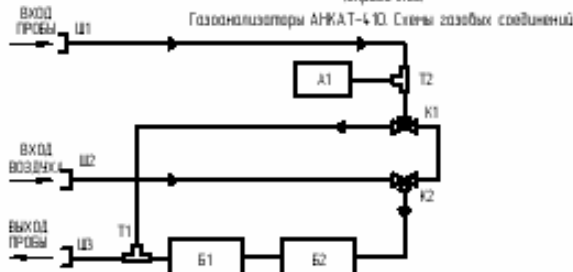 Газоанализаторы АНКАТ-410. Схемы газовых соединений
ВХОД
ПРОБЫ
Ш1
А1
Т2
К1
ВХОД
ВОЗДУХА
Ш2
К2
ВЫХОД
ПРОБЫ
Ш3
Т1
Б1
Б2